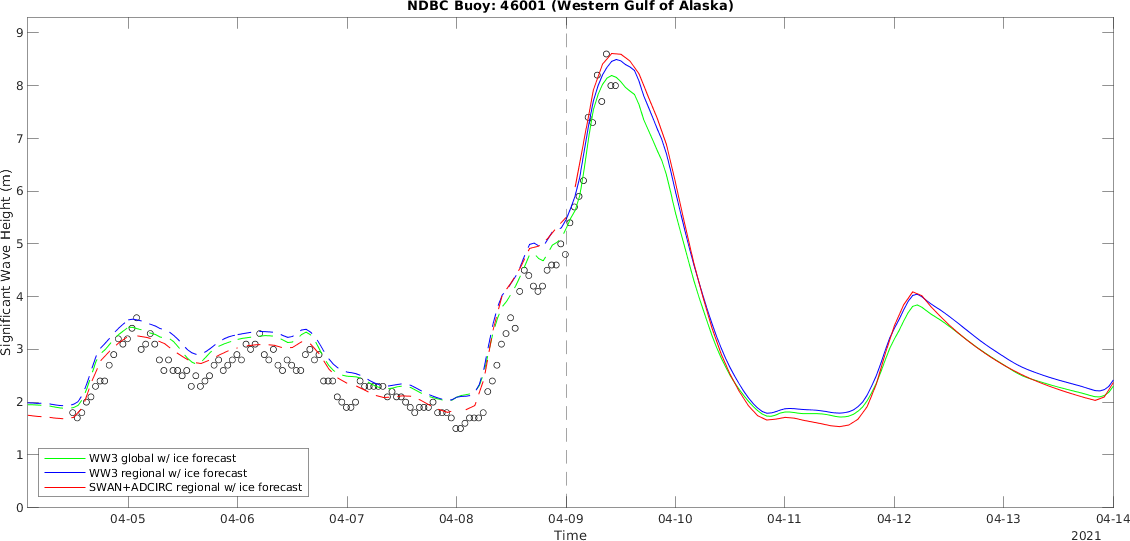 NDBC Buoy: 46001 (Western Gulf of Alaska)
Significant Wave Height (m)
9
8
7
6
5
4
3
2
1
0
WW3 global w/ ice forecast
WW3 regional w/ ice forecast
SWAN+ADCIRC regional w/ ice forecast
04-05 04-06 04-07 04-08 04-09 04-10 04-11 04-12 04-13 04-14
Time
2021